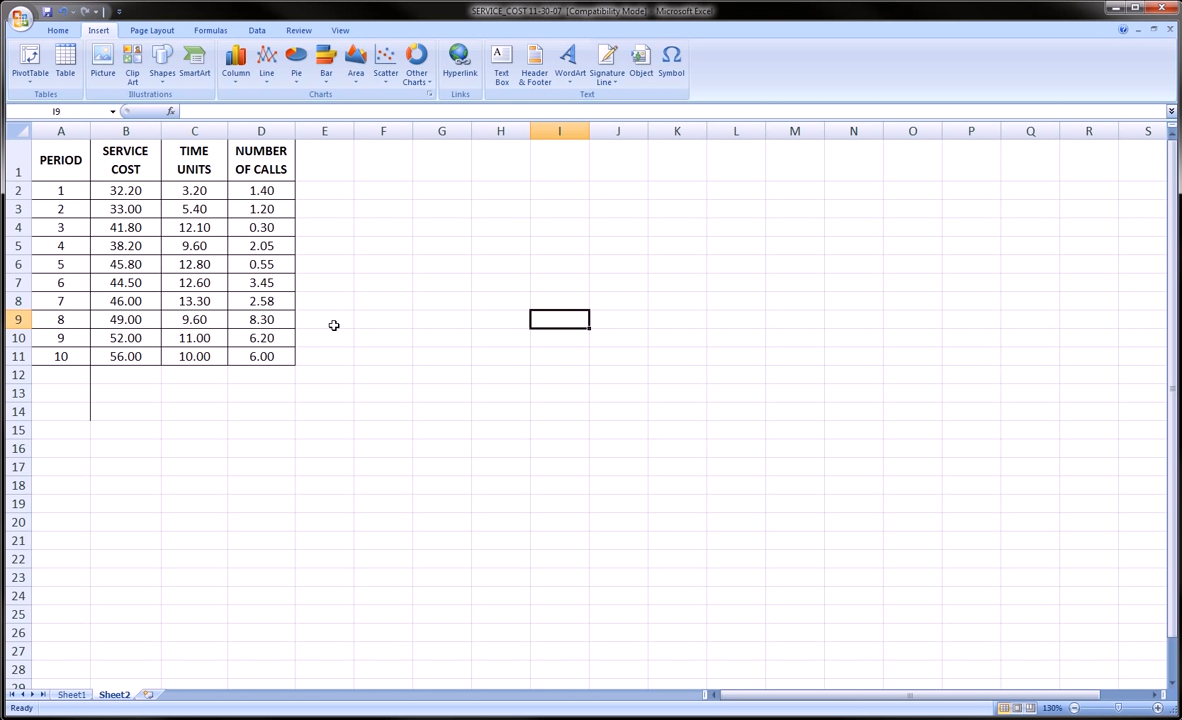 SERVICE_COST 11-30-07 [Compatibility Mode] - Microsoft Excel
Home Insert Page Layout Formulas Data Review View
PivotTable Table Picture Clip Art Shapes SmartArt Column Line Pie Bar Area Scatter Other Charts Hyperlink Text Box Header & Footer WordArt Signature Line Object Symbol
Tables Illustrations Charts Links Text
I9 fx
A B C D E F G H I J K L M N O P Q R S
1 PERIOD SERVICE COST TIME UNITS NUMBER OF CALLS
2 1 32.20 3.20 1.40
3 2 33.00 5.40 1.20
4 3 41.80 12.10 0.30
5 4 38.20 9.60 2.05
6 5 45.80 12.80 0.55
7 6 44.50 12.60 3.45
8 7 46.00 13.30 2.58
9 8 49.00 9.60 8.30
10 9 52.00 11.00 6.20
11 10 56.00 10.00 6.00
12
13
14
15
16
17
18
19
20
21
22
23
24
25
26
27
28
29
Sheet1 Sheet2
Ready 130%